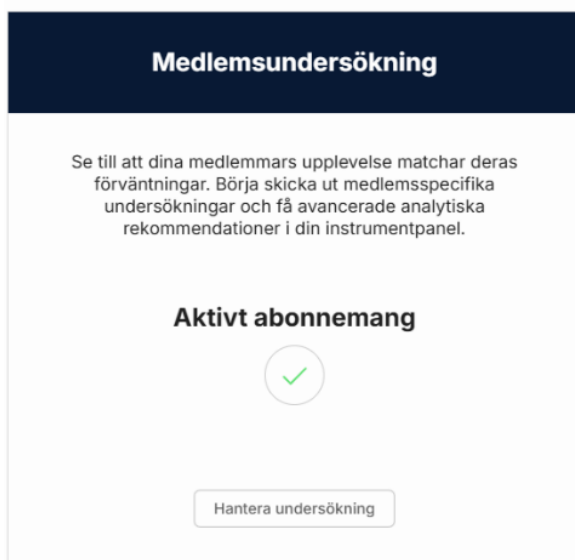 Medlemsundersökning
Se till att dina medlemmars upplevelse matchar deras
förväntningar. Börja skicka ut medlemsspecifika
undersökningar och få avancerade analytiska
rekommendationer i din instrumentpanel.
Aktivt abonnemang
Hantera undersökning